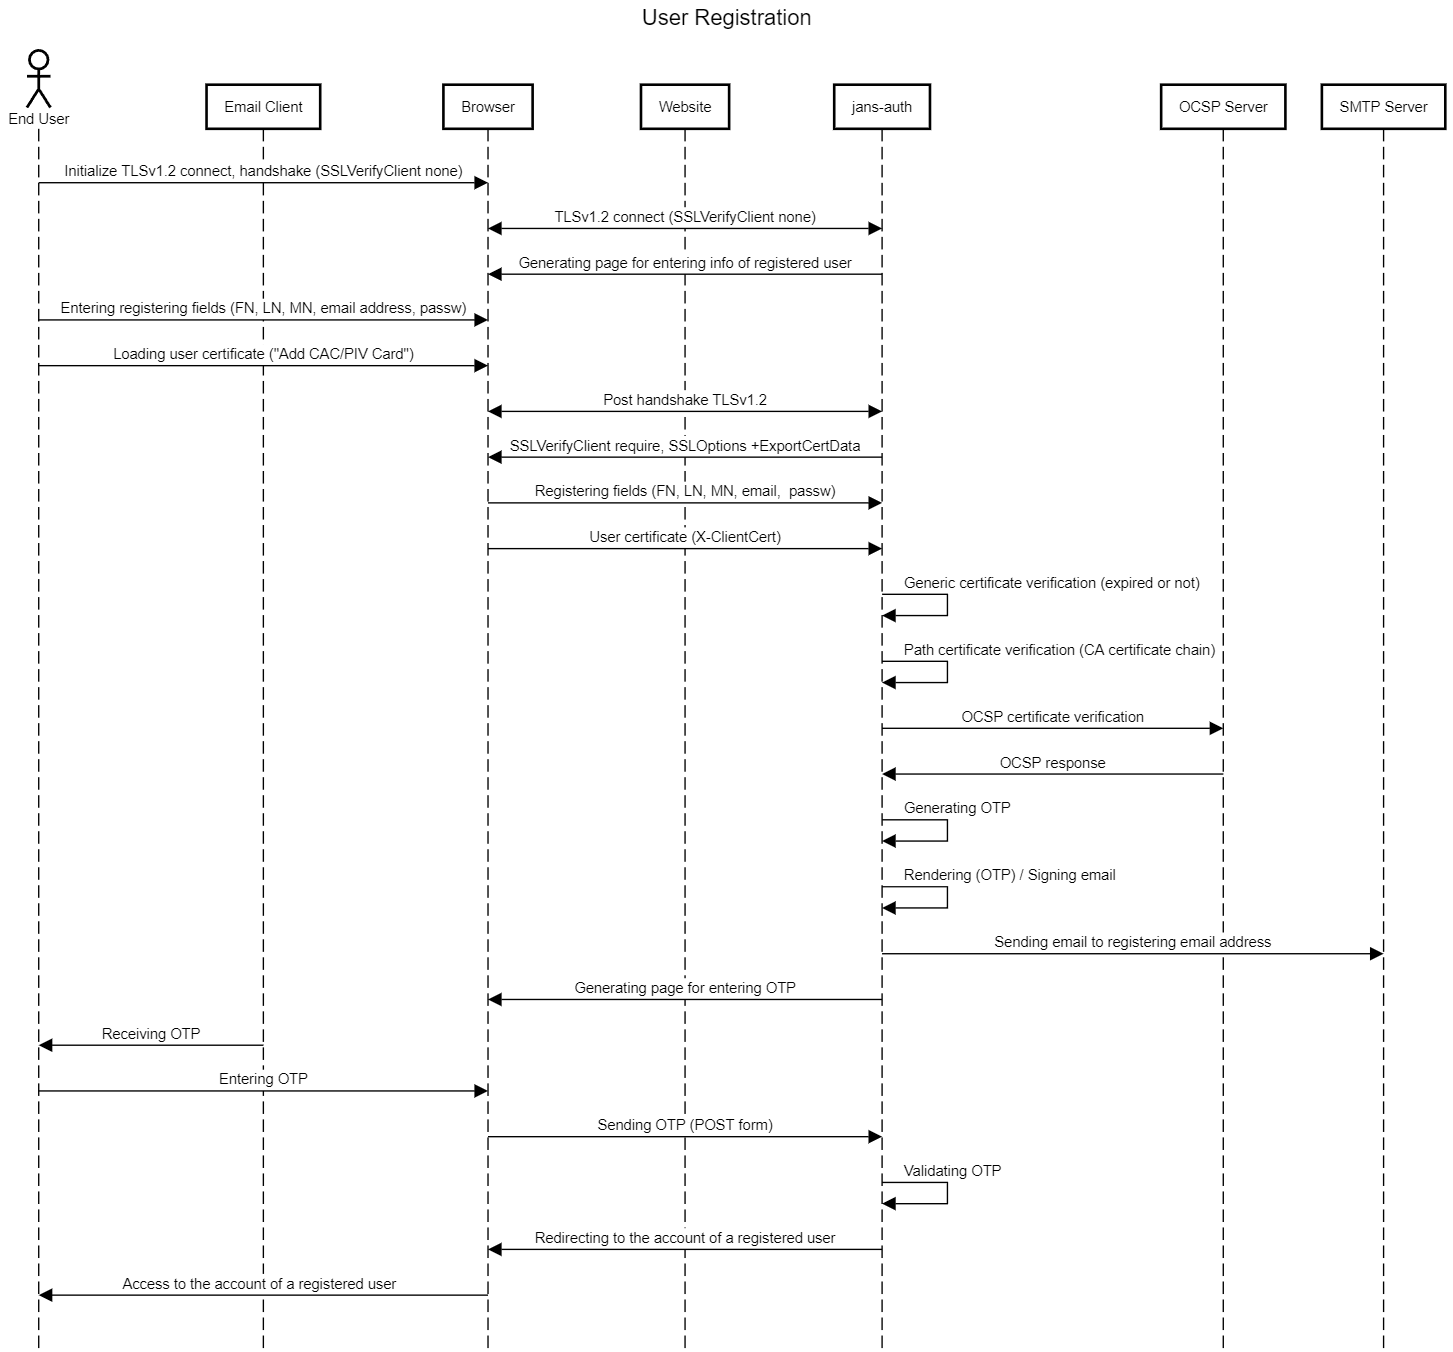 User Registration
End User
Email Client
Browser
Website
jans-auth
OCSP Server
SMTP Server
Initialize TLSv1.2 connect, handshake (SSLVerifyClient none)
TLSv1.2 connect (SSLVerifyClient none)
Generating page for entering info of registered user
Entering registering fields (FN, LN, MN, email address, passw)
Loading user certificate ("Add CAC/PIV Card")
Post handshake TLSv1.2
SSLVerifyClient require, SSLOptions +ExportCertData
Registering fields (FN, LN, MN, email,  passw)
User certificate (X-ClientCert)
Generic certificate verification (expired or not)
Path certificate verification (CA certificate chain)
OCSP certificate verification
OCSP response
Generating OTP
Rendering (OTP) / Signing email
Sending email to registering email address
Generating page for entering OTP
Receiving OTP
Entering OTP
Sending OTP (POST form)
Validating OTP
Redirecting to the account of a registered user
Access to the account of a registered user